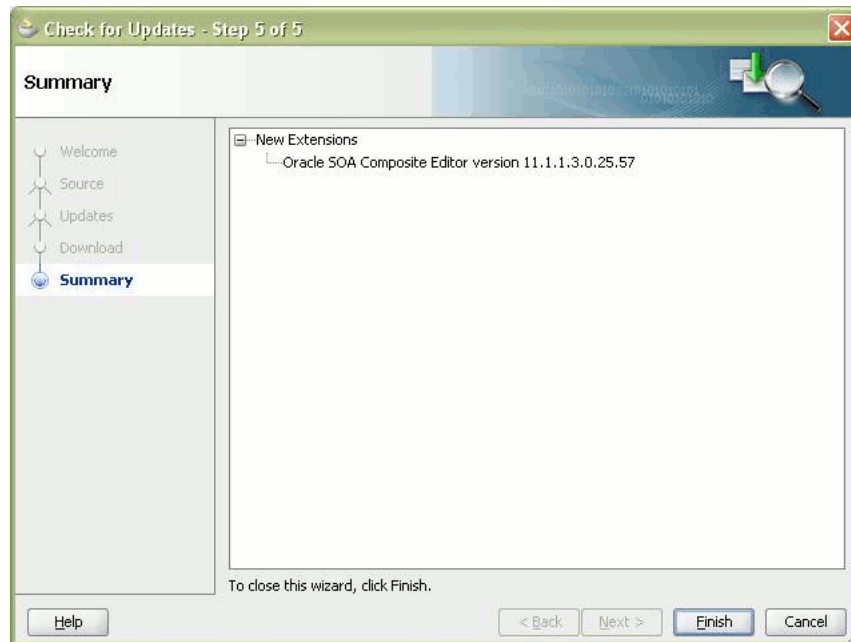 Check for Updates - Step 5 of 5
Summary
Welcome
Source
Updates
Download
Summary
New Extensions
Oracle SOA Composite Editor version 11.1.1.3.0.25.57
To close this wizard, click Finish.
Help
< Back
Next >
Finish
Cancel